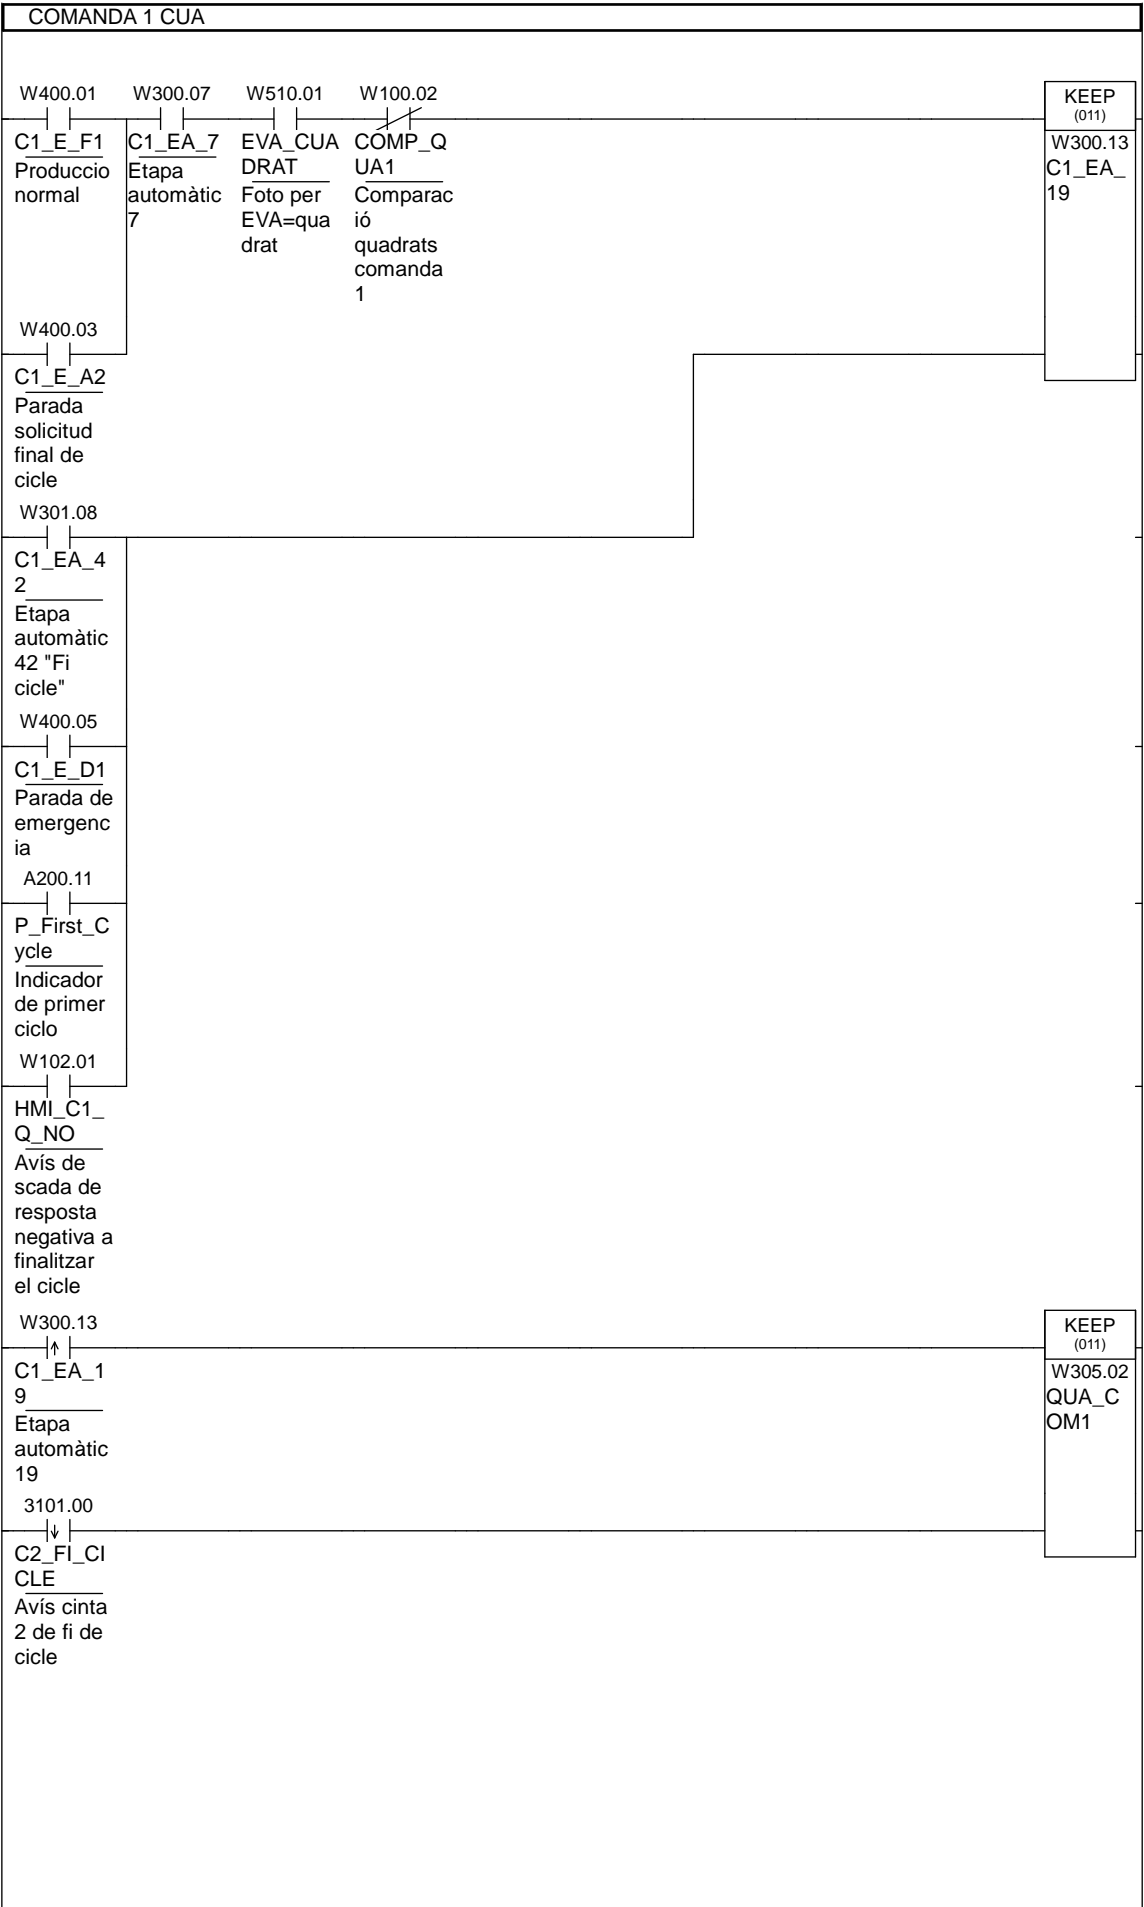 COMANDA 1 CUA
W400.01 W300.07 W510.01 W100.02
KEEP
(011)
C1_E_F1 C1_EA_7 EVA_CUA COMP_Q
W300.13
DRAT UA1
C1_EA_
Produccio Etapa
19
normal automàtic Foto per Comparac
7 EVA=qua ió
drat quadrats
comanda
1
W400.03
C1_E_A2
Parada
solicitud
final de
cicle
W301.08
C1_EA_4
2
Etapa
automàtic
42 "Fi
cicle"
W400.05
C1_E_D1
Parada de
emergenc
ia
A200.11
P_First_C
ycle
Indicador
de primer
ciclo
W102.01
HMI_C1_
Q_NO
Avís de
scada de
resposta
negativa a
finalitzar
el cicle
W300.13
KEEP
(011)
C1_EA_1
W305.02
9
QUA_C
Etapa
OM1
automàtic
19
3101.00
C2_FI_CI
CLE
Avís cinta
2 de fi de
cicle